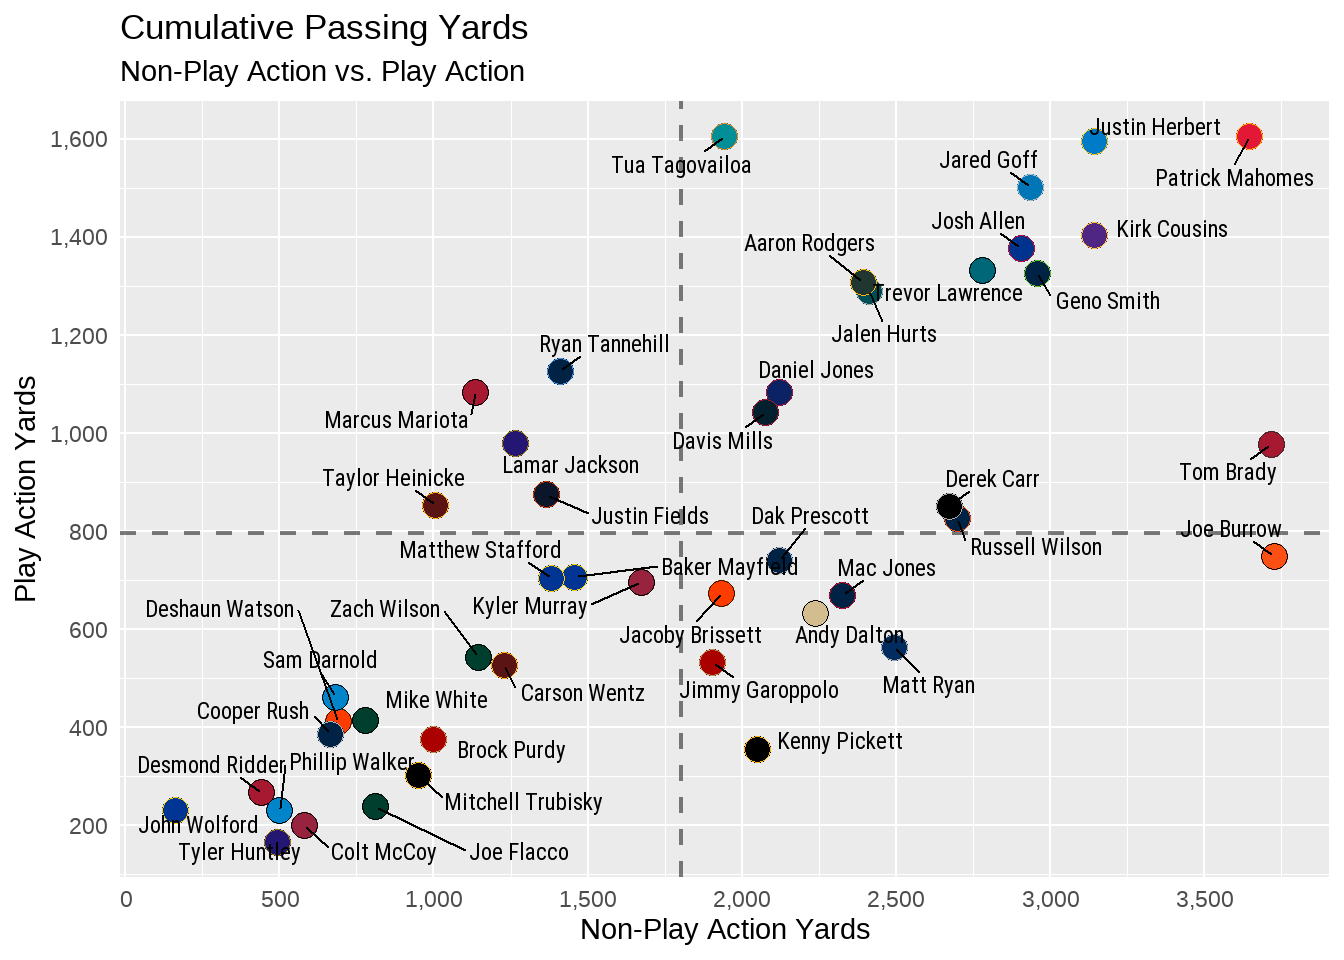 Cumulative Passing Yards
Non-Play Action vs. Play Action
Play Action Yards
1,600
1,400
1,200
1,000
800
600
400
200
Justin Herbert
Tua Tagovailoa
Jared Goff
Patrick Mahomes
Josh Allen
Kirk Cousins
Aaron Rodgers
Trevor Lawrence
Geno Smith
Jalen Hurts
Ryan Tannehill
Daniel Jones
Marcus Mariota
Davis Mills
Lamar Jackson
Tom Brady
Taylor Heinicke
Derek Carr
Justin Fields
Dak Prescott
Joe Burrow
Matthew Stafford
Russell Wilson
Baker Mayfield
Mac Jones
Deshaun Watson
Zach Wilson
Kyler Murray
Jacoby Brissett
Andy Dalton
Sam Darnold
Matt Ryan
Carson Wentz
Jimmy Garoppolo
Mike White
Cooper Rush
Kenny Pickett
Brock Purdy
Desmond Ridder
Phillip Walker
Mitchell Trubisky
John Wolford
Tyler Huntley
Colt McCoy
Joe Flacco
0
500
1,000
1,500
2,000
2,500
3,000
3,500
Non-Play Action Yards